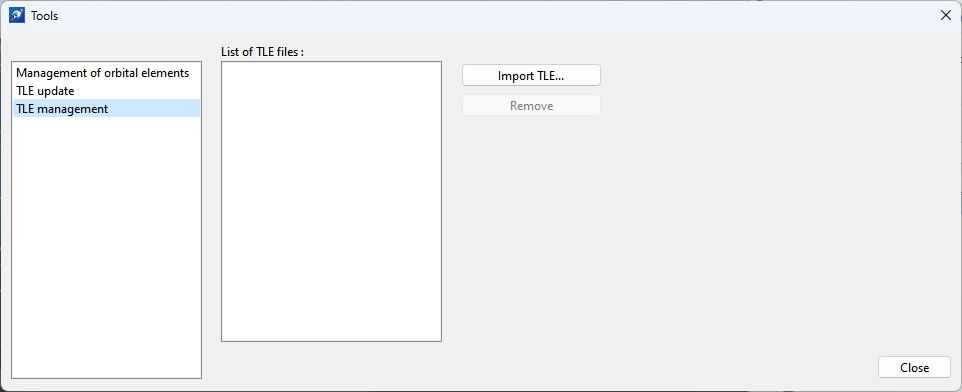 Tools
List of TLE files :
Management of orbital elements
TLE update
TLE management
Import TLE...
Remove
Close